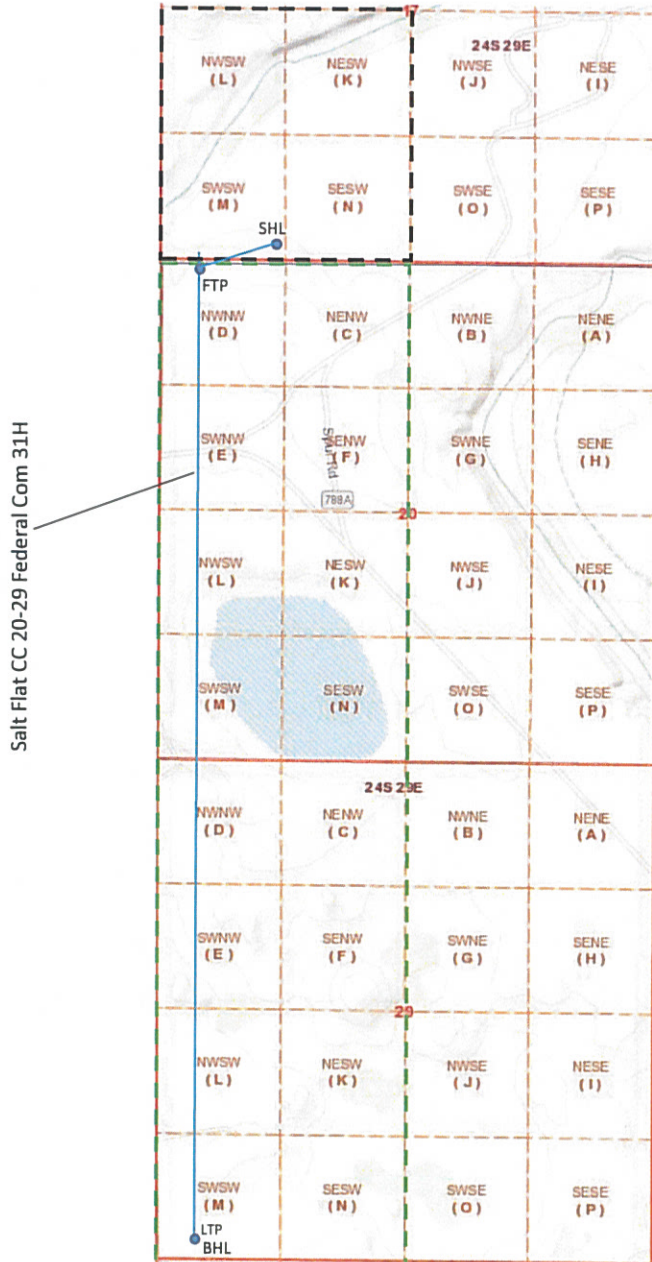 17
24S 29E
NWSW
(L)
NESW
(K)
NWSE
(J)
NESE
(I)
SWSW
(M)
SESW
(N)
SWSE
(O)
SESE
(P)
SHL
FTP
NWNW
(D)
NENW
(C)
NWNE
(B)
NENE
(A)
Salt Flat CC 20-29 Federal Com 31H
SWNW
(E)
SENW
(F)
SWNE
(G)
SENE
(H)
788A
20
NWSW
(L)
NESW
(K)
NWSE
(J)
NESE
(I)
SWSW
(M)
SESW
(N)
SWSE
(O)
SESE
(P)
24S 29E
NWNW
(D)
NENW
(C)
NWNE
(B)
NENE
(A)
SWNW
(E)
SENW
(F)
SWNE
(G)
SENE
(H)
29
NWSW
(L)
NESW
(K)
NWSE
(J)
NESE
(I)
SWSW
(M)
SESW
(N)
SWSE
(O)
SESE
(P)
LTP
BHL